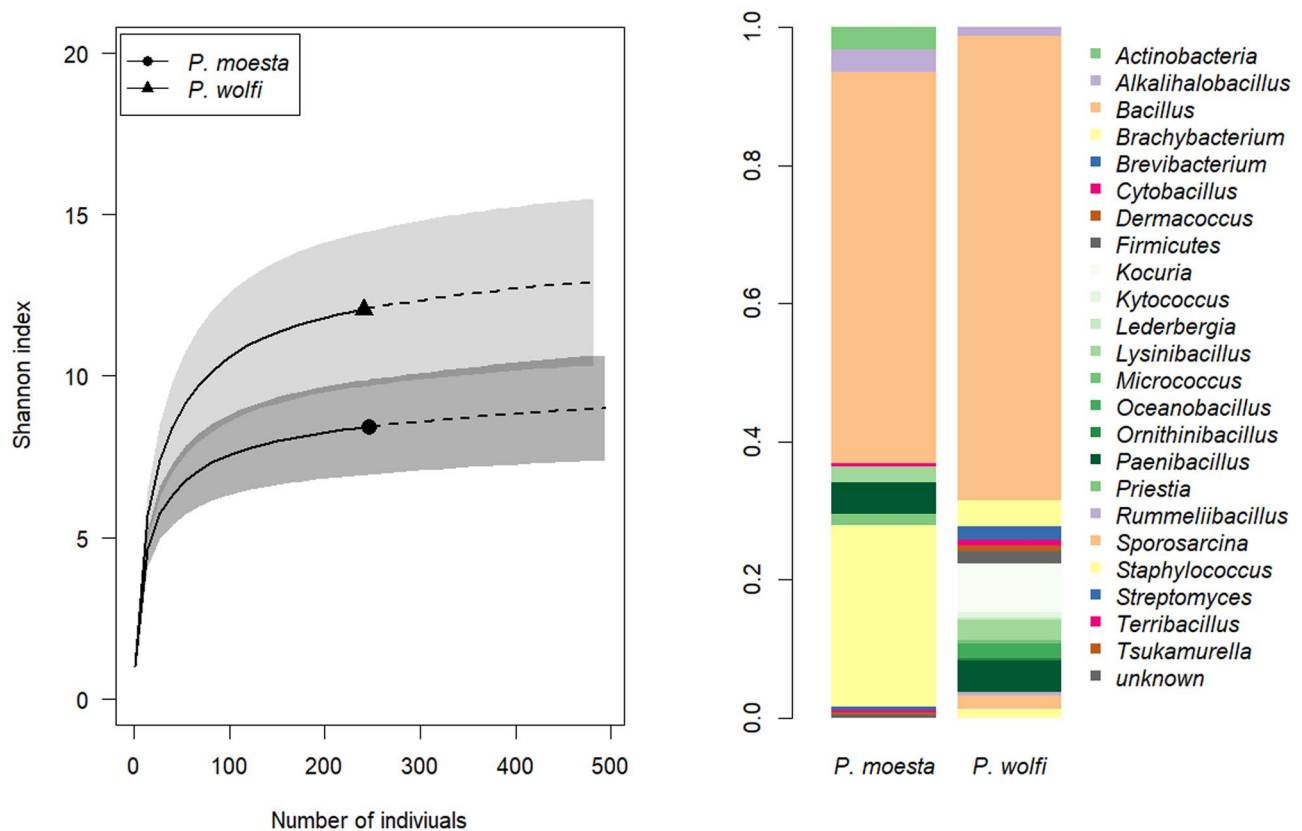 P. moesta
P. wolfi
20
15
10
5
0
Shannon index
0 100 200 300 400 500
Number of indiviuals
1.0
0.8
0.6
0.4
0.2
0.0
P. moesta P. wolfi
Actinobacteria
Alkalihalobacillus
Bacillus
Brachybacterium
Brevibacterium
Cytobacillus
Dermacoccus
Firmicutes
Kocuria
Kytococcus
Lederbergia
Lysinibacillus
Micrococcus
Oceanobacillus
Ornithinibacillus
Paenibacillus
Priestia
Rummeliibacillus
Sporosarcina
Staphylococcus
Streptomyces
Terribacillus
Tsukamurella
unknown